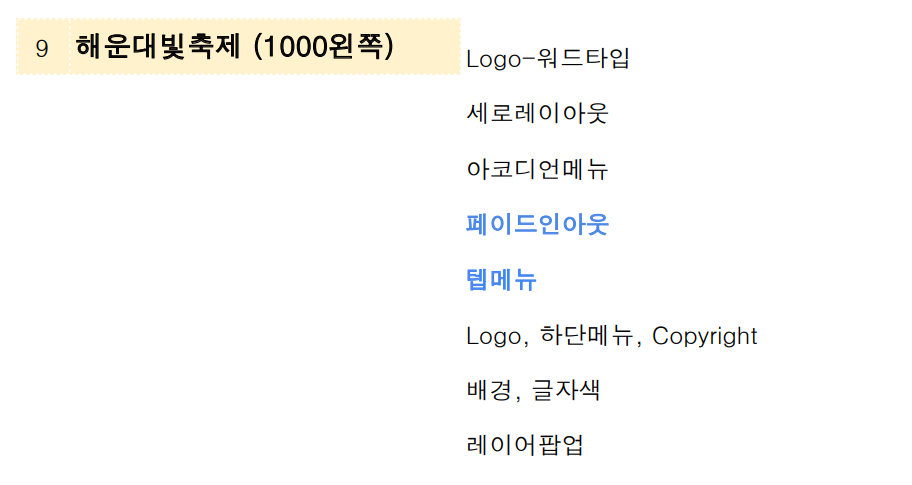 9 해운대빛축제 (1000왼쪽)
Logo-워드타입
세로레이아웃
아코디언메뉴
페이드인아웃
텝메뉴
Logo, 하단메뉴, Copyright
배경, 글자색
레이어팝업